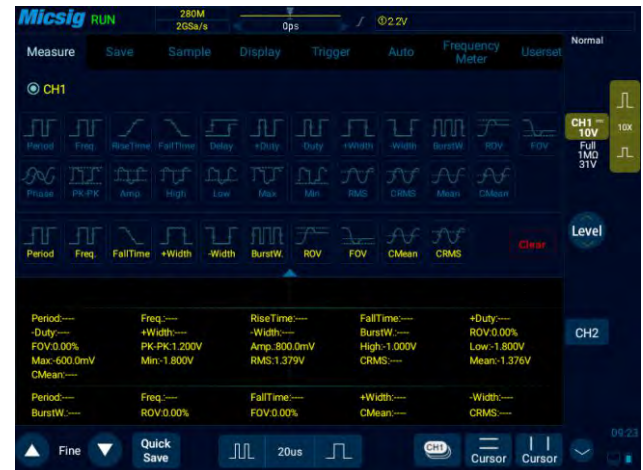 Micsig RUN 280M 2GSa/s 0ps ①2.2V
Measure Save Sample Display Trigger Auto Frequency Meter Userset Normal
CH1
Period Freq. RiseTime FallTime Delay +Duty -Duty +Width -Width BurstW. ROV FOV
Phase PK-PK Amp. High Low Max Min RMS CRMS Mean CMean
Period Freq. FallTime +Width -Width BurstW. ROV FOV CMean CRMS Clear
CH1 10V
Full
1MΩ
31V
10X
Level
CH2
Period:---- Freq.:---- RiseTime:---- FallTime:---- +Duty:----
-Duty:---- +Width:---- -Width:---- BurstW.:---- ROV:0.00%
FOV:0.00% PK-PK:1.200V Amp.:800.0mV High:-1.000V Low:-1.800V
Max:-600.0mV Min:-1.800V RMS:1.379V CRMS:---- Mean:-1.376V
CMean:----
Period:---- Freq.:---- FallTime:---- +Width:---- -Width:----
BurstW.:---- ROV:0.00% FOV:0.00% CMean:---- CRMS:----
Fine Quick Save 20us CH1 Cursor Cursor 09:23